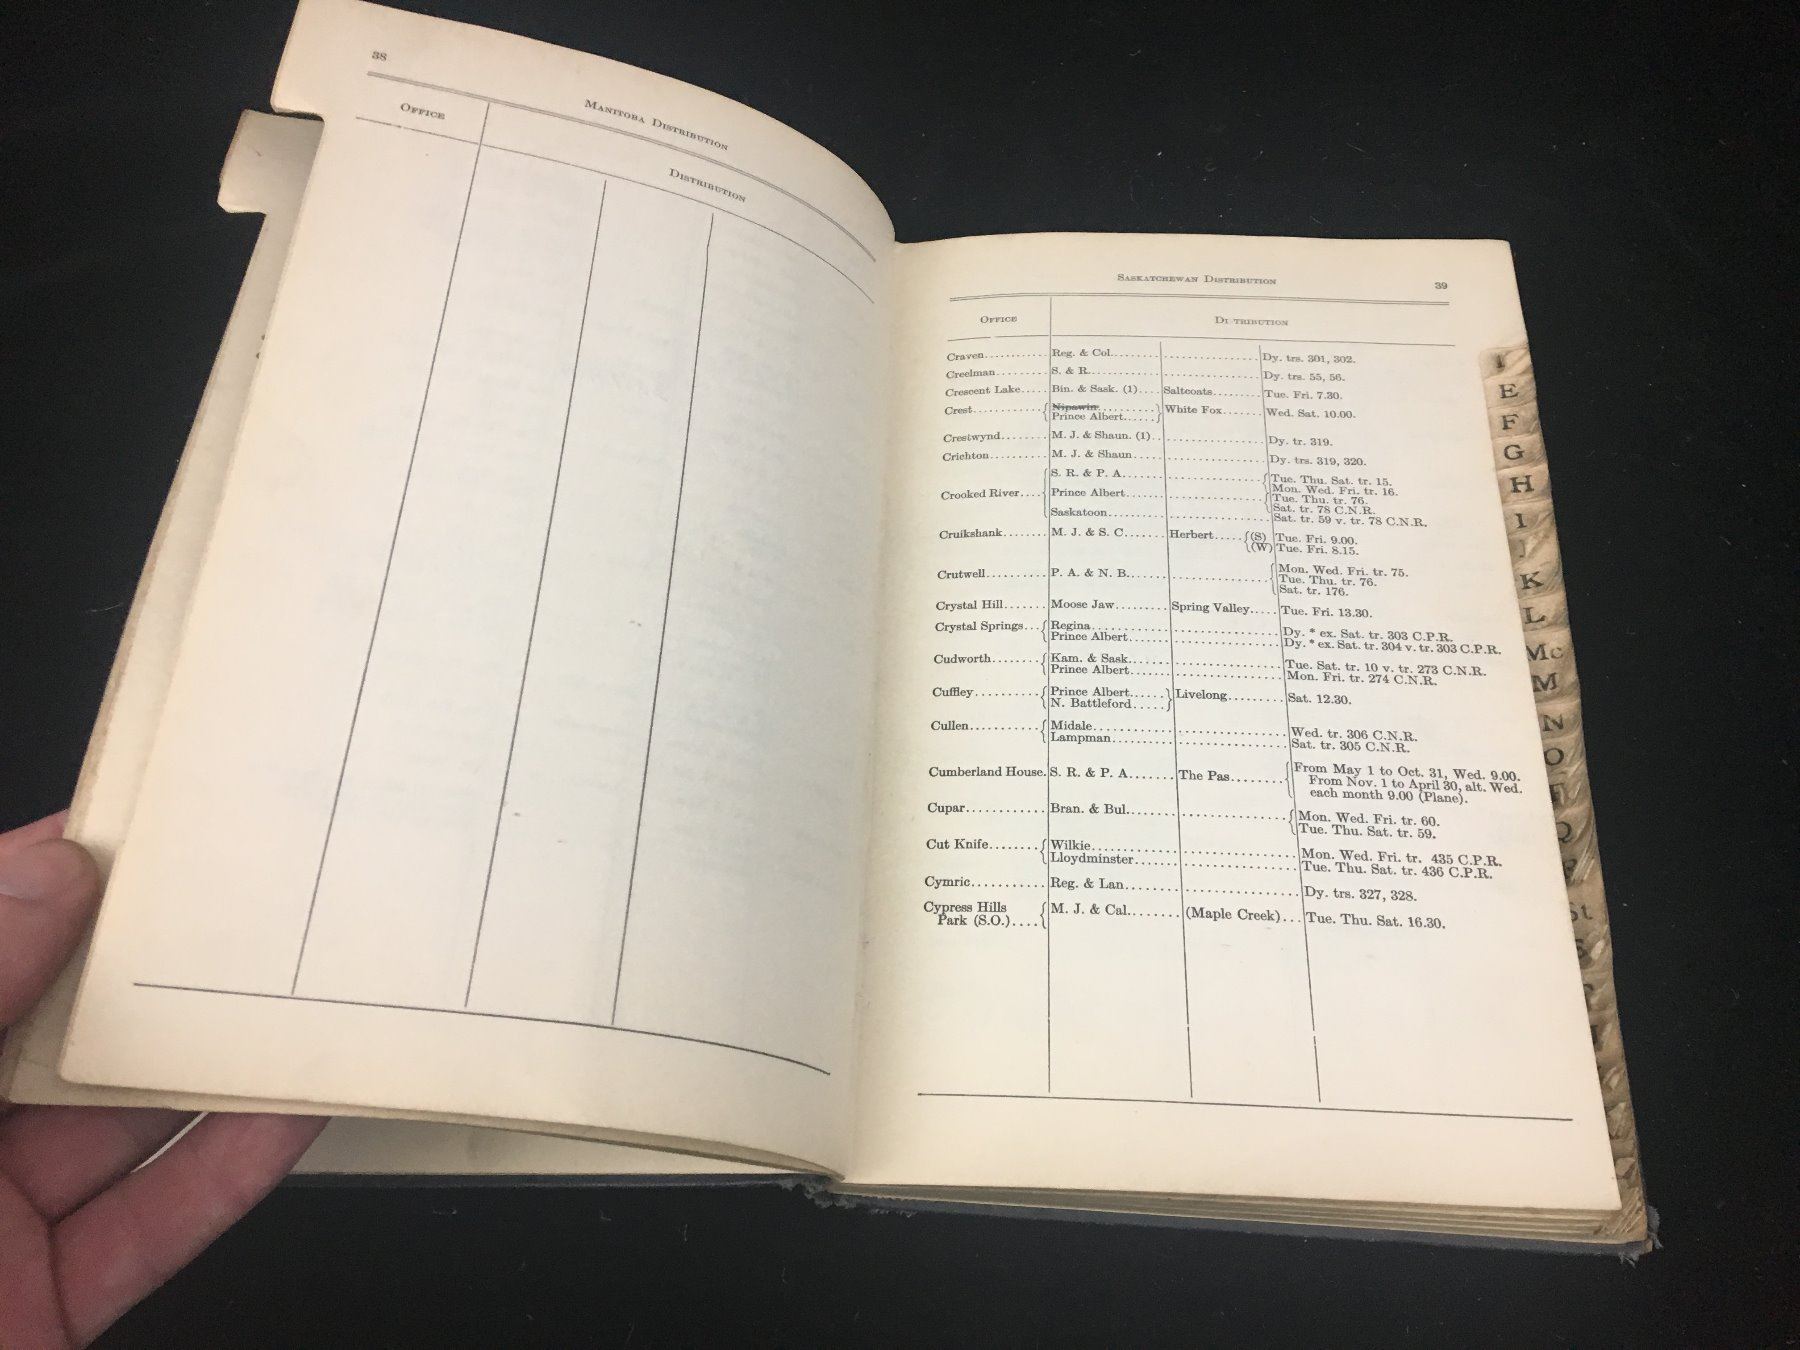 38
MANITOBA DISTRIBUTION
OFFICE
DISTRIBUTION
SASKATCHEWAN DISTRIBUTION 39
OFFICE DI TRIBUTION
Craven........... Reg. & Col........ ................ Dy. trs. 301, 302.
Creelman......... S. & R............ ................ Dy. trs. 55, 56.
Crescent Lake.... Bin. & Sask. (1).... Saltcoats........ Tue. Fri. 7.30.
Crest........... { Nipawin.......... } White Fox....... Wed. Sat. 10.00.
Prince Albert......
Crestwynd........ M. J. & Shaun. (1).. ................ Dy. tr. 319.
Crichton.......... M. J. & Shaun..... ................ Dy. trs. 319, 320.
S. R. & P. A....... ................ { Tue. Thu. Sat. tr. 15.
Mon. Wed. Fri. tr. 16.
Crooked River.... { Prince Albert....... ................ { Tue. Thu. tr. 76.
Sat. tr. 78 C.N.R.
Saskatoon.......... ................ Sat. tr. 59 v. tr. 78 C.N.R.
Cruikshank....... M. J. & S. C....... Herbert..... { (S) Tue. Fri. 9.00.
(W) Tue. Fri. 8.15.
Crutwell.......... P. A. & N. B....... ................ { Mon. Wed. Fri. tr. 75.
Tue. Thu. tr. 76.
Sat. tr. 176.
Crystal Hill....... Moose Jaw......... Spring Valley..... Tue. Fri. 13.30.
Crystal Springs... { Regina............ ................ Dy. * ex. Sat. tr. 303 C.P.R.
Prince Albert....... ................ Dy. * ex. Sat. tr. 304 v. tr. 303 C.P.R.
Cudworth........ { Kam. & Sask....... ................ Tue. Sat. tr. 10 v. tr. 273 C.N.R.
Prince Albert....... ................ Mon. Fri. tr. 274 C.N.R.
Cuffley.......... { Prince Albert...... } Livelong......... Sat. 12.30.
N. Battleford.....
Cullen........... { Midale............ ................ Wed. tr. 306 C.N.R.
Lampman.......... ................ Sat. tr. 305 C.N.R.
Cumberland House. S. R. & P. A....... The Pas........ { From May 1 to Oct. 31, Wed. 9.00.
From Nov. 1 to April 30, alt. Wed.
each month 9.00 (Plane).
Cupar............ Bran. & Bul....... ................ { Mon. Wed. Fri. tr. 60.
Tue. Thu. Sat. tr. 59.
Cut Knife........ { Wilkie............ ................ Mon. Wed. Fri. tr. 435 C.P.R.
Lloydminster....... ................ Tue. Thu. Sat. tr. 436 C.P.R.
Cymric........... Reg. & Lan........ ................ Dy. trs. 327, 328.
Cypress Hills { M. J. & Cal........ (Maple Creek)... Tue. Thu. Sat. 16.30.
Park (S.O.)....
E
F
G
H
I
J
K
L
Mc
M
N
O
Q
St
S